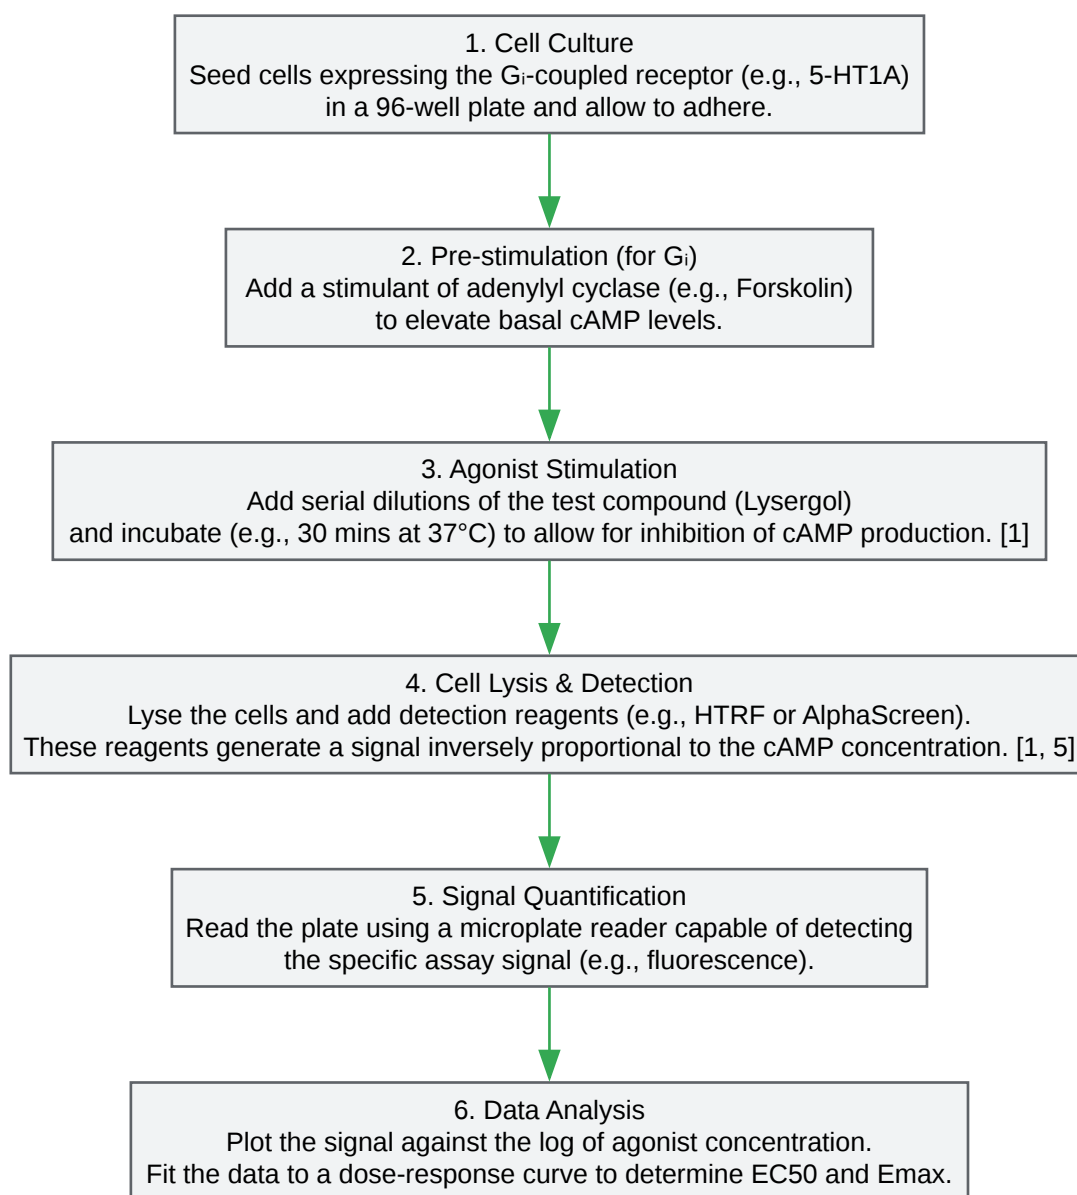 1. Cell Culture
Seed cells expressing the Gᵢ-coupled receptor (e.g., 5-HT1A)
in a 96-well plate and allow to adhere.
2. Pre-stimulation (for Gᵢ)
Add a stimulant of adenylyl cyclase (e.g., Forskolin)
to elevate basal cAMP levels.
3. Agonist Stimulation
Add serial dilutions of the test compound (Lysergol)
and incubate (e.g., 30 mins at 37°C) to allow for inhibition of cAMP production. [1]
4. Cell Lysis & Detection
Lyse the cells and add detection reagents (e.g., HTRF or AlphaScreen).
These reagents generate a signal inversely proportional to the cAMP concentration. [1, 5]
5. Signal Quantification
Read the plate using a microplate reader capable of detecting
the specific assay signal (e.g., fluorescence).
6. Data Analysis
Plot the signal against the log of agonist concentration.
Fit the data to a dose-response curve to determine EC50 and Emax.